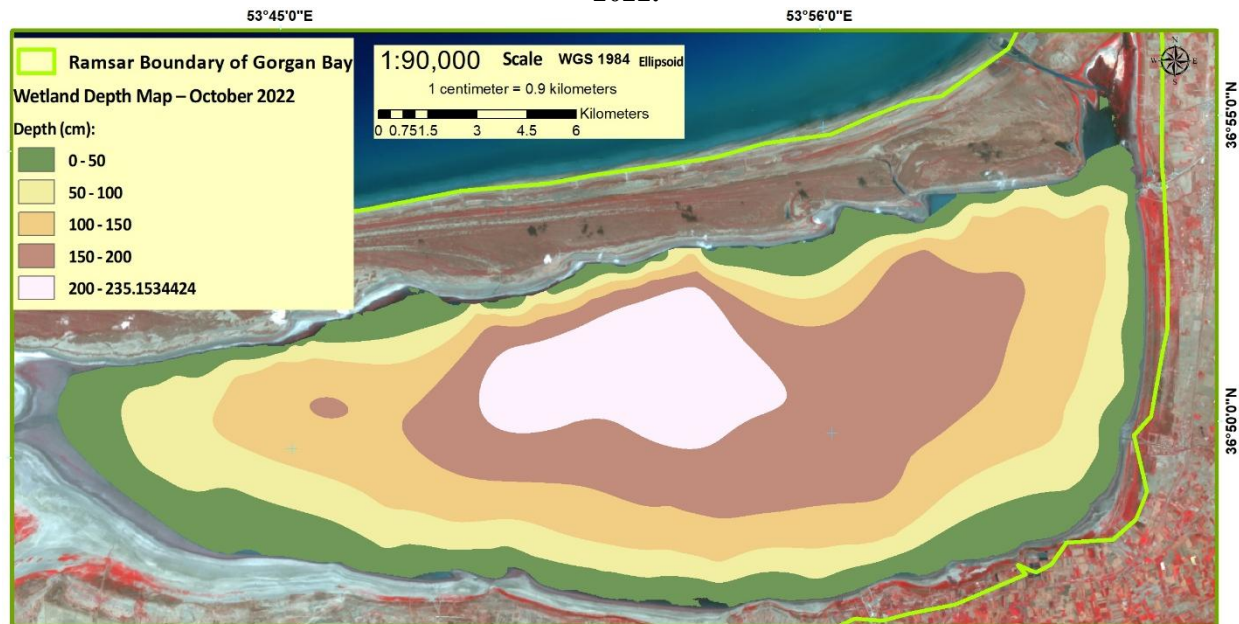 2022.
53°45'0"E
53°56'0"E
Ramsar Boundary of Gorgan Bay
Wetland Depth Map – October 2022
Depth (cm):
0 - 50
50 - 100
100 - 150
150 - 200
200 - 235.1534424
1:90,000 Scale WGS 1984 Ellipsoid
1 centimeter = 0.9 kilometers
Kilometers
0 0.75 1.5 3 4.5 6
N
W E
S
36°55'0"N
36°50'0"N